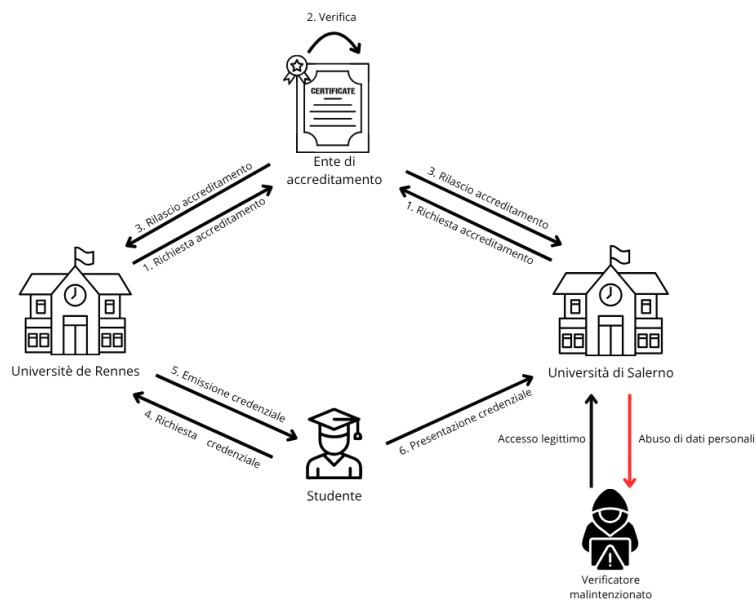 2. Verifica
CERTIFICATE
Ente di
accreditamento
3. Rilascio accreditamento
1. Richiesta accreditamento
3. Rilascio accreditamento
1. Richiesta accreditamento
Universitè de Rennes
Università di Salerno
5. Emissione credenziale
4. Richiesta credenziale
6. Presentazione credenziale
Studente
Accesso legittimo
Abuso di dati personali
Verificatore
malintenzionato